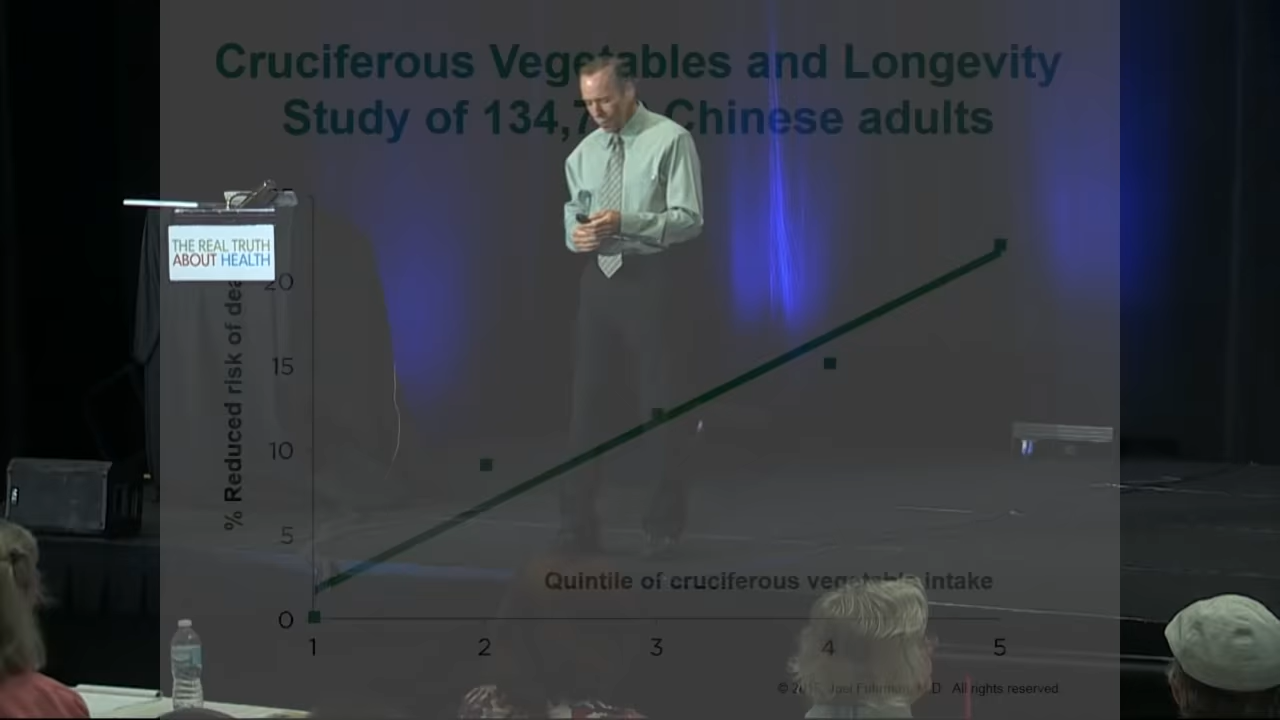 Cruciferous Vegetables and Longevity
Study of 134, Chinese adults
THE REAL TRUTH
ABOUT HEALTH
% Reduced risk of
20
15
10
5
0
Quintile of cruciferous vegetable intake
1 2 3 4 5
© Fuhrman, All rights reserved